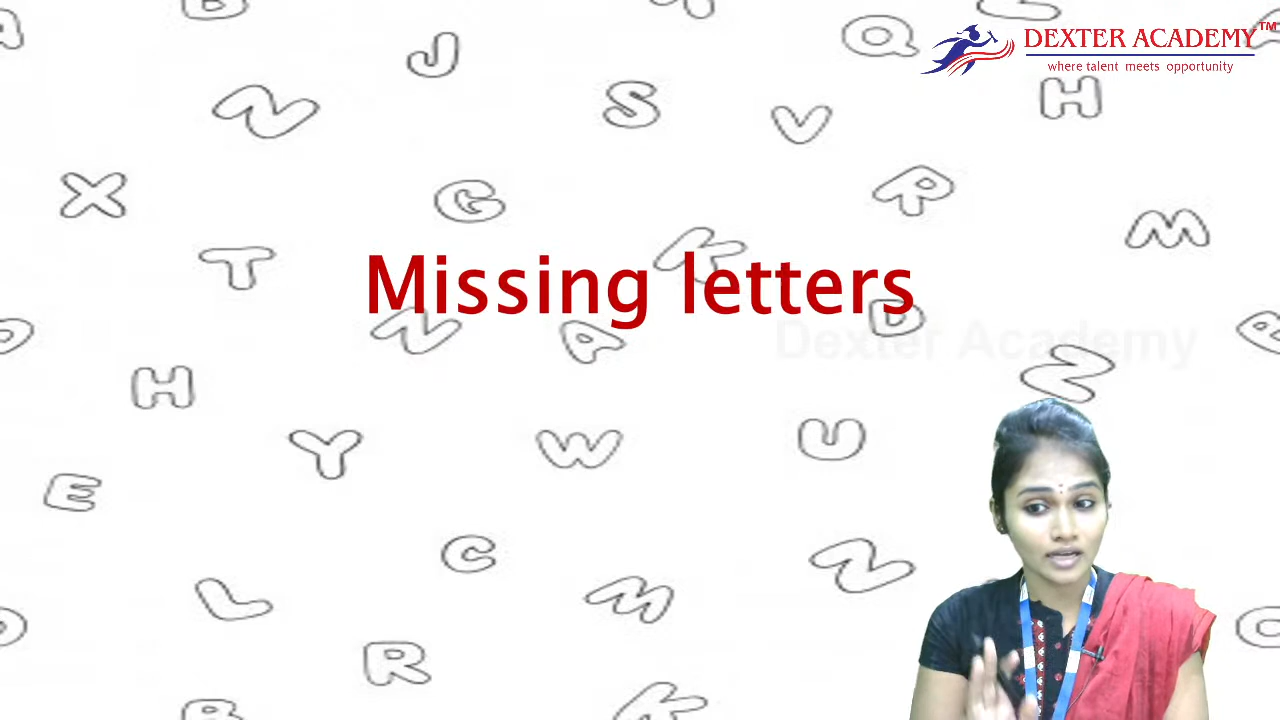 DEXTER ACADEMY™
where talent meets opportunity
B
J
Q
H
Z
S
V
X
G
R
M
T
K
Missing letters
Z
A
D
Dexter Academy
Z
H
Y
W
U
E
C
Z
L
M
R
K